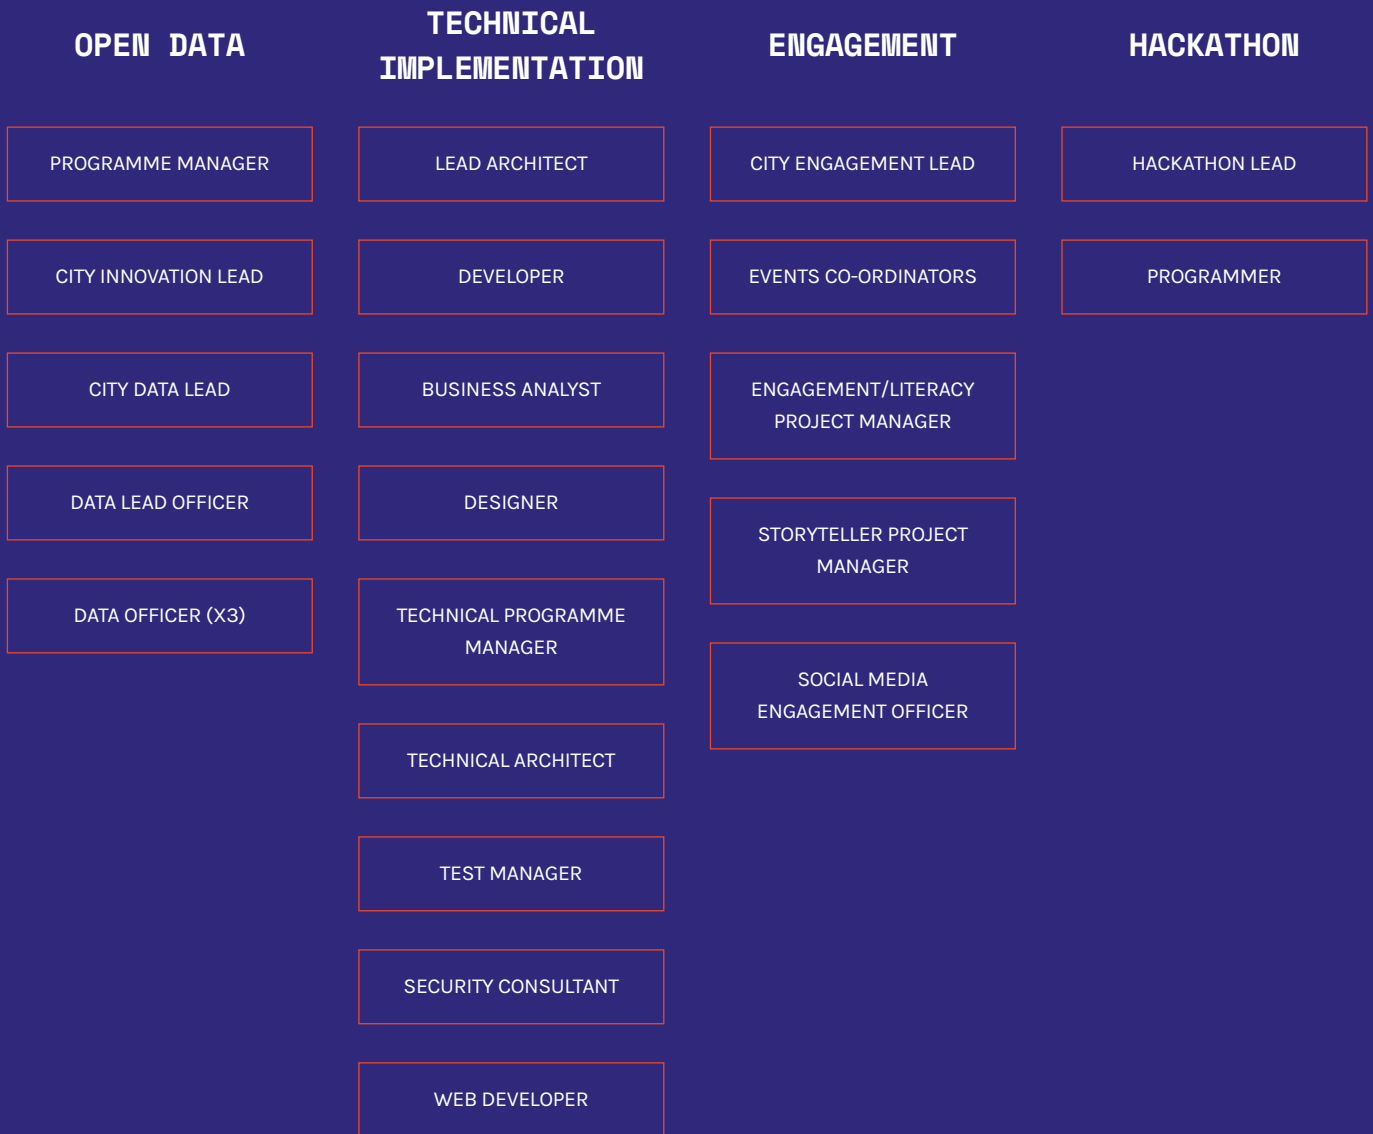 OPEN DATA
PROGRAMME MANAGER
CITY INNOVATION LEAD
CITY DATA LEAD
DATA LEAD OFFICER
DATA OFFICER (X3)
TECHNICAL
IMPLEMENTATION
LEAD ARCHITECT
DEVELOPER
BUSINESS ANALYST
DESIGNER
TECHNICAL PROGRAMME
MANAGER
TECHNICAL ARCHITECT
TEST MANAGER
SECURITY CONSULTANT
WEB DEVELOPER
ENGAGEMENT
CITY ENGAGEMENT LEAD
EVENTS CO-ORDINATORS
ENGAGEMENT/LITERACY
PROJECT MANAGER
STORYTELLER PROJECT
MANAGER
SOCIAL MEDIA
ENGAGEMENT OFFICER
HACKATHON
HACKATHON LEAD
PROGRAMMER